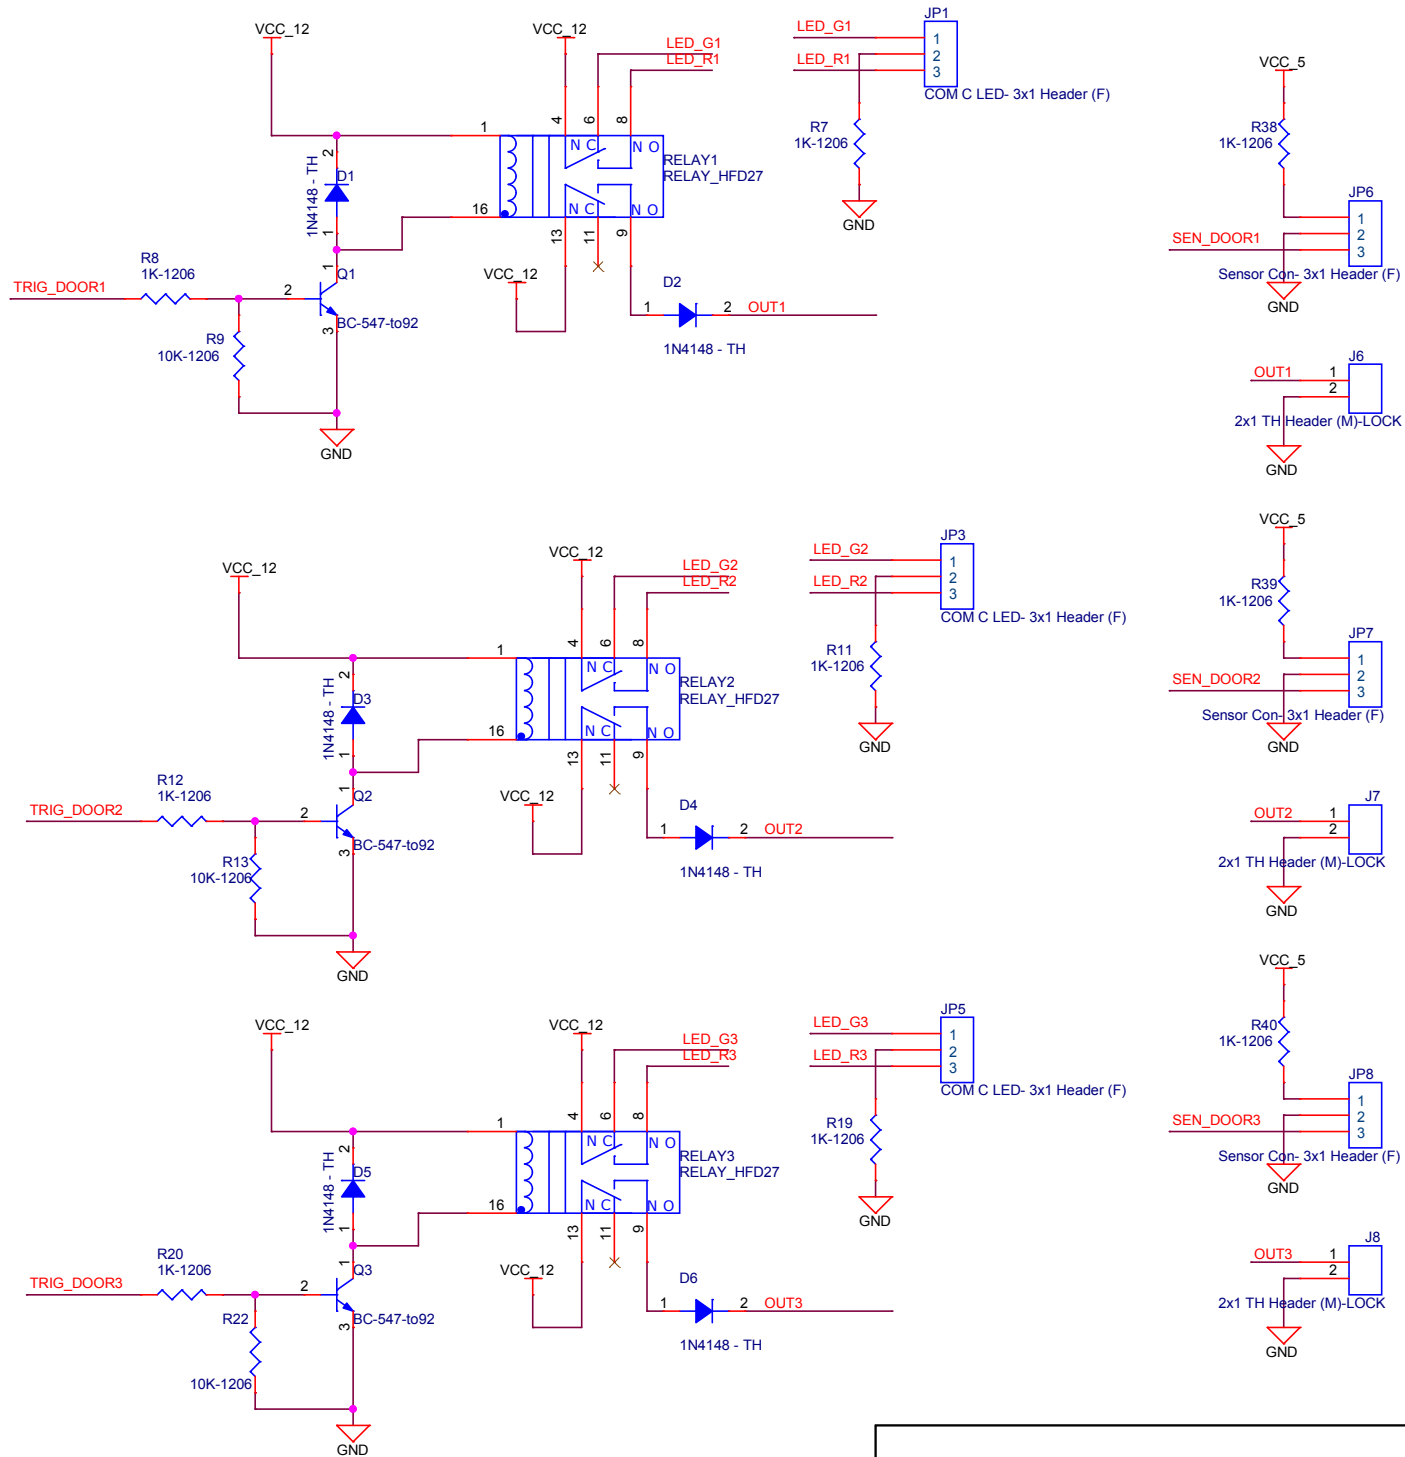 VCC_12
VCC_12
LED_G1
LED_R1
4
6
8
1
N C
N O
RELAY1
RELAY_HFD27
16
N C
N O
13
11
9
VCC_12
2
D1
1N4148 - TH
1
R8
1K-1206
TRIG_DOOR1
2
1
Q1
BC-547-to92
3
R9
10K-1206
GND
D2
1
2
OUT1
1N4148 - TH
LED_G1
LED_R1
JP1
1
2
3
COM C LED- 3x1 Header (F)
R7
1K-1206
GND
VCC_5
R38
1K-1206
JP6
1
2
3
SEN_DOOR1
Sensor Con- 3x1 Header (F)
GND
J6
OUT1
1
2
2x1 TH Header (M)-LOCK
GND
VCC_12
VCC_12
LED_G2
LED_R2
4
6
8
1
N C
N O
RELAY2
RELAY_HFD27
16
N C
N O
13
11
9
VCC_12
2
D3
1N4148 - TH
1
R12
1K-1206
TRIG_DOOR2
2
1
Q2
BC-547-to92
3
R13
10K-1206
GND
D4
1
2
OUT2
1N4148 - TH
LED_G2
LED_R2
JP3
1
2
3
COM C LED- 3x1 Header (F)
R11
1K-1206
GND
VCC_5
R39
1K-1206
JP7
1
2
3
SEN_DOOR2
Sensor Con- 3x1 Header (F)
GND
J7
OUT2
1
2
2x1 TH Header (M)-LOCK
GND
VCC_12
VCC_12
LED_G3
LED_R3
4
6
8
1
N C
N O
RELAY3
RELAY_HFD27
16
N C
N O
13
11
9
VCC_12
2
D5
1N4148 - TH
1
R20
1K-1206
TRIG_DOOR3
2
1
Q3
BC-547-to92
3
R22
10K-1206
GND
D6
1
2
OUT3
1N4148 - TH
LED_G3
LED_R3
JP5
1
2
3
COM C LED- 3x1 Header (F)
R19
1K-1206
GND
VCC_5
R40
1K-1206
JP8
1
2
3
SEN_DOOR3
Sensor Con- 3x1 Header (F)
GND
J8
OUT3
1
2
2x1 TH Header (M)-LOCK
GND